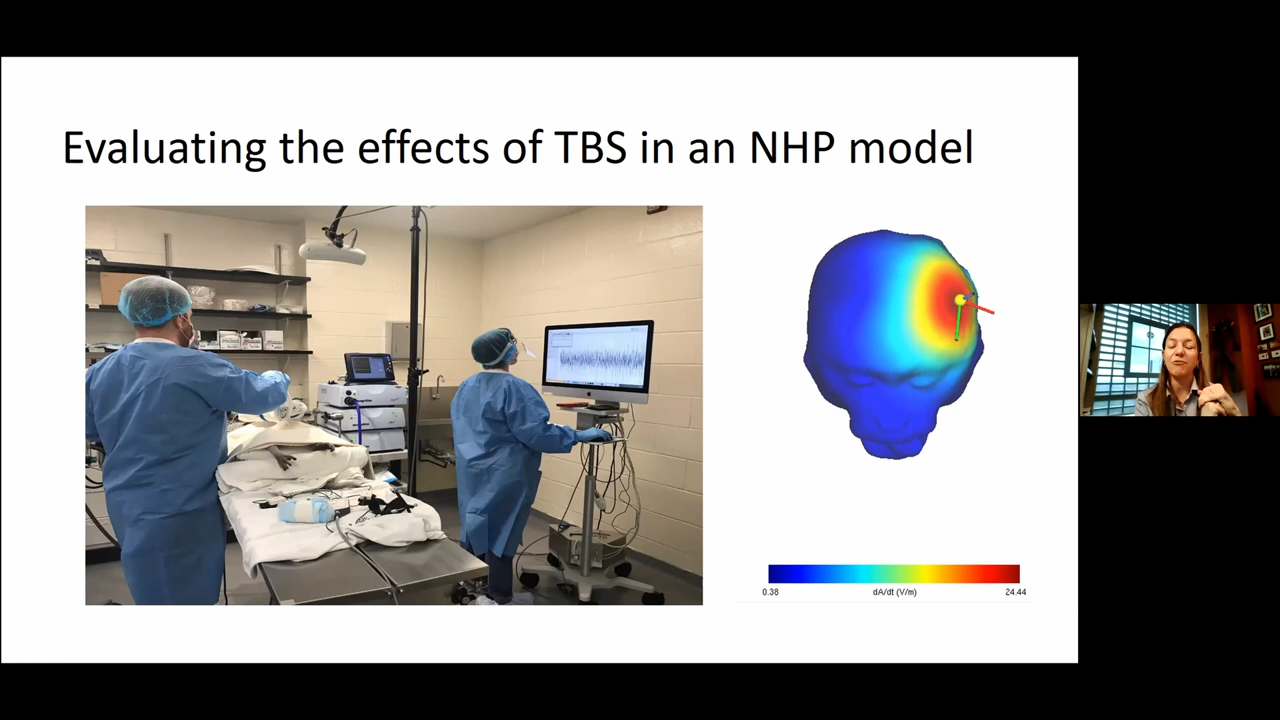 Evaluating the effects of TBS in an NHP model
0.38
dA/dt (V/m)
24.44